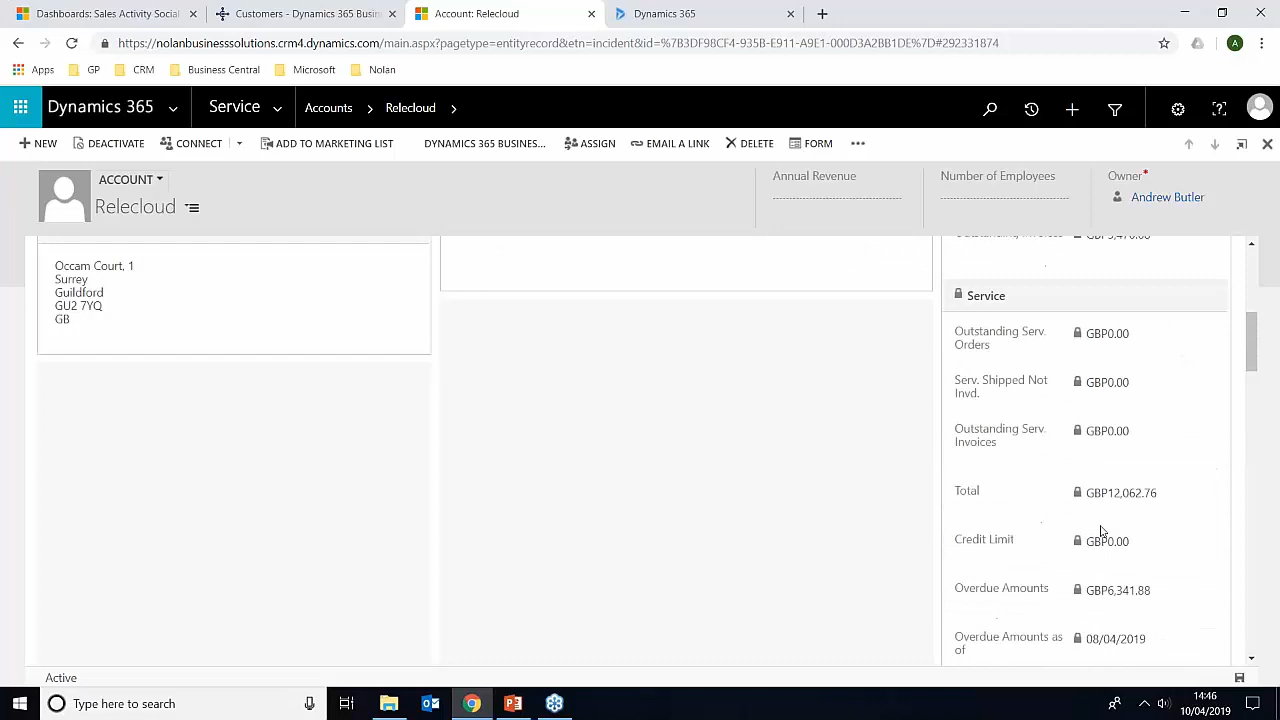 Dashboards: Sales Activity Social
Customers - Dynamics 365 Busin
Account: Relecloud
Dynamics 365
https://nolanbusinesssolutions.crm4.dynamics.com/main.aspx?pagetype=entityrecord&etn=incident&id=%7B3DF98CF4-935B-E911-A9E1-000D3A2BB1DE%7D#292331874
A
Apps
GP
CRM
Business Central
Microsoft
Nolan
Dynamics 365
Service
Accounts
Relecloud
NEW
DEACTIVATE
CONNECT
ADD TO MARKETING LIST
DYNAMICS 365 BUSINES...
ASSIGN
EMAIL A LINK
DELETE
FORM
ACCOUNT
Relecloud
Annual Revenue
Number of Employees
Owner*
Andrew Butler
Occam Court, 1
Surrey
Guildford
GU2 7YQ
GB
Service
Outstanding Serv.
Orders
GBP0.00
Serv. Shipped Not
Invd.
GBP0.00
Outstanding Serv.
Invoices
GBP0.00
Total
GBP12,062.76
Credit Limit
GBP0.00
Overdue Amounts
GBP6,341.88
Overdue Amounts as
of
08/04/2019
Active
Type here to search
14:46
10/04/2019